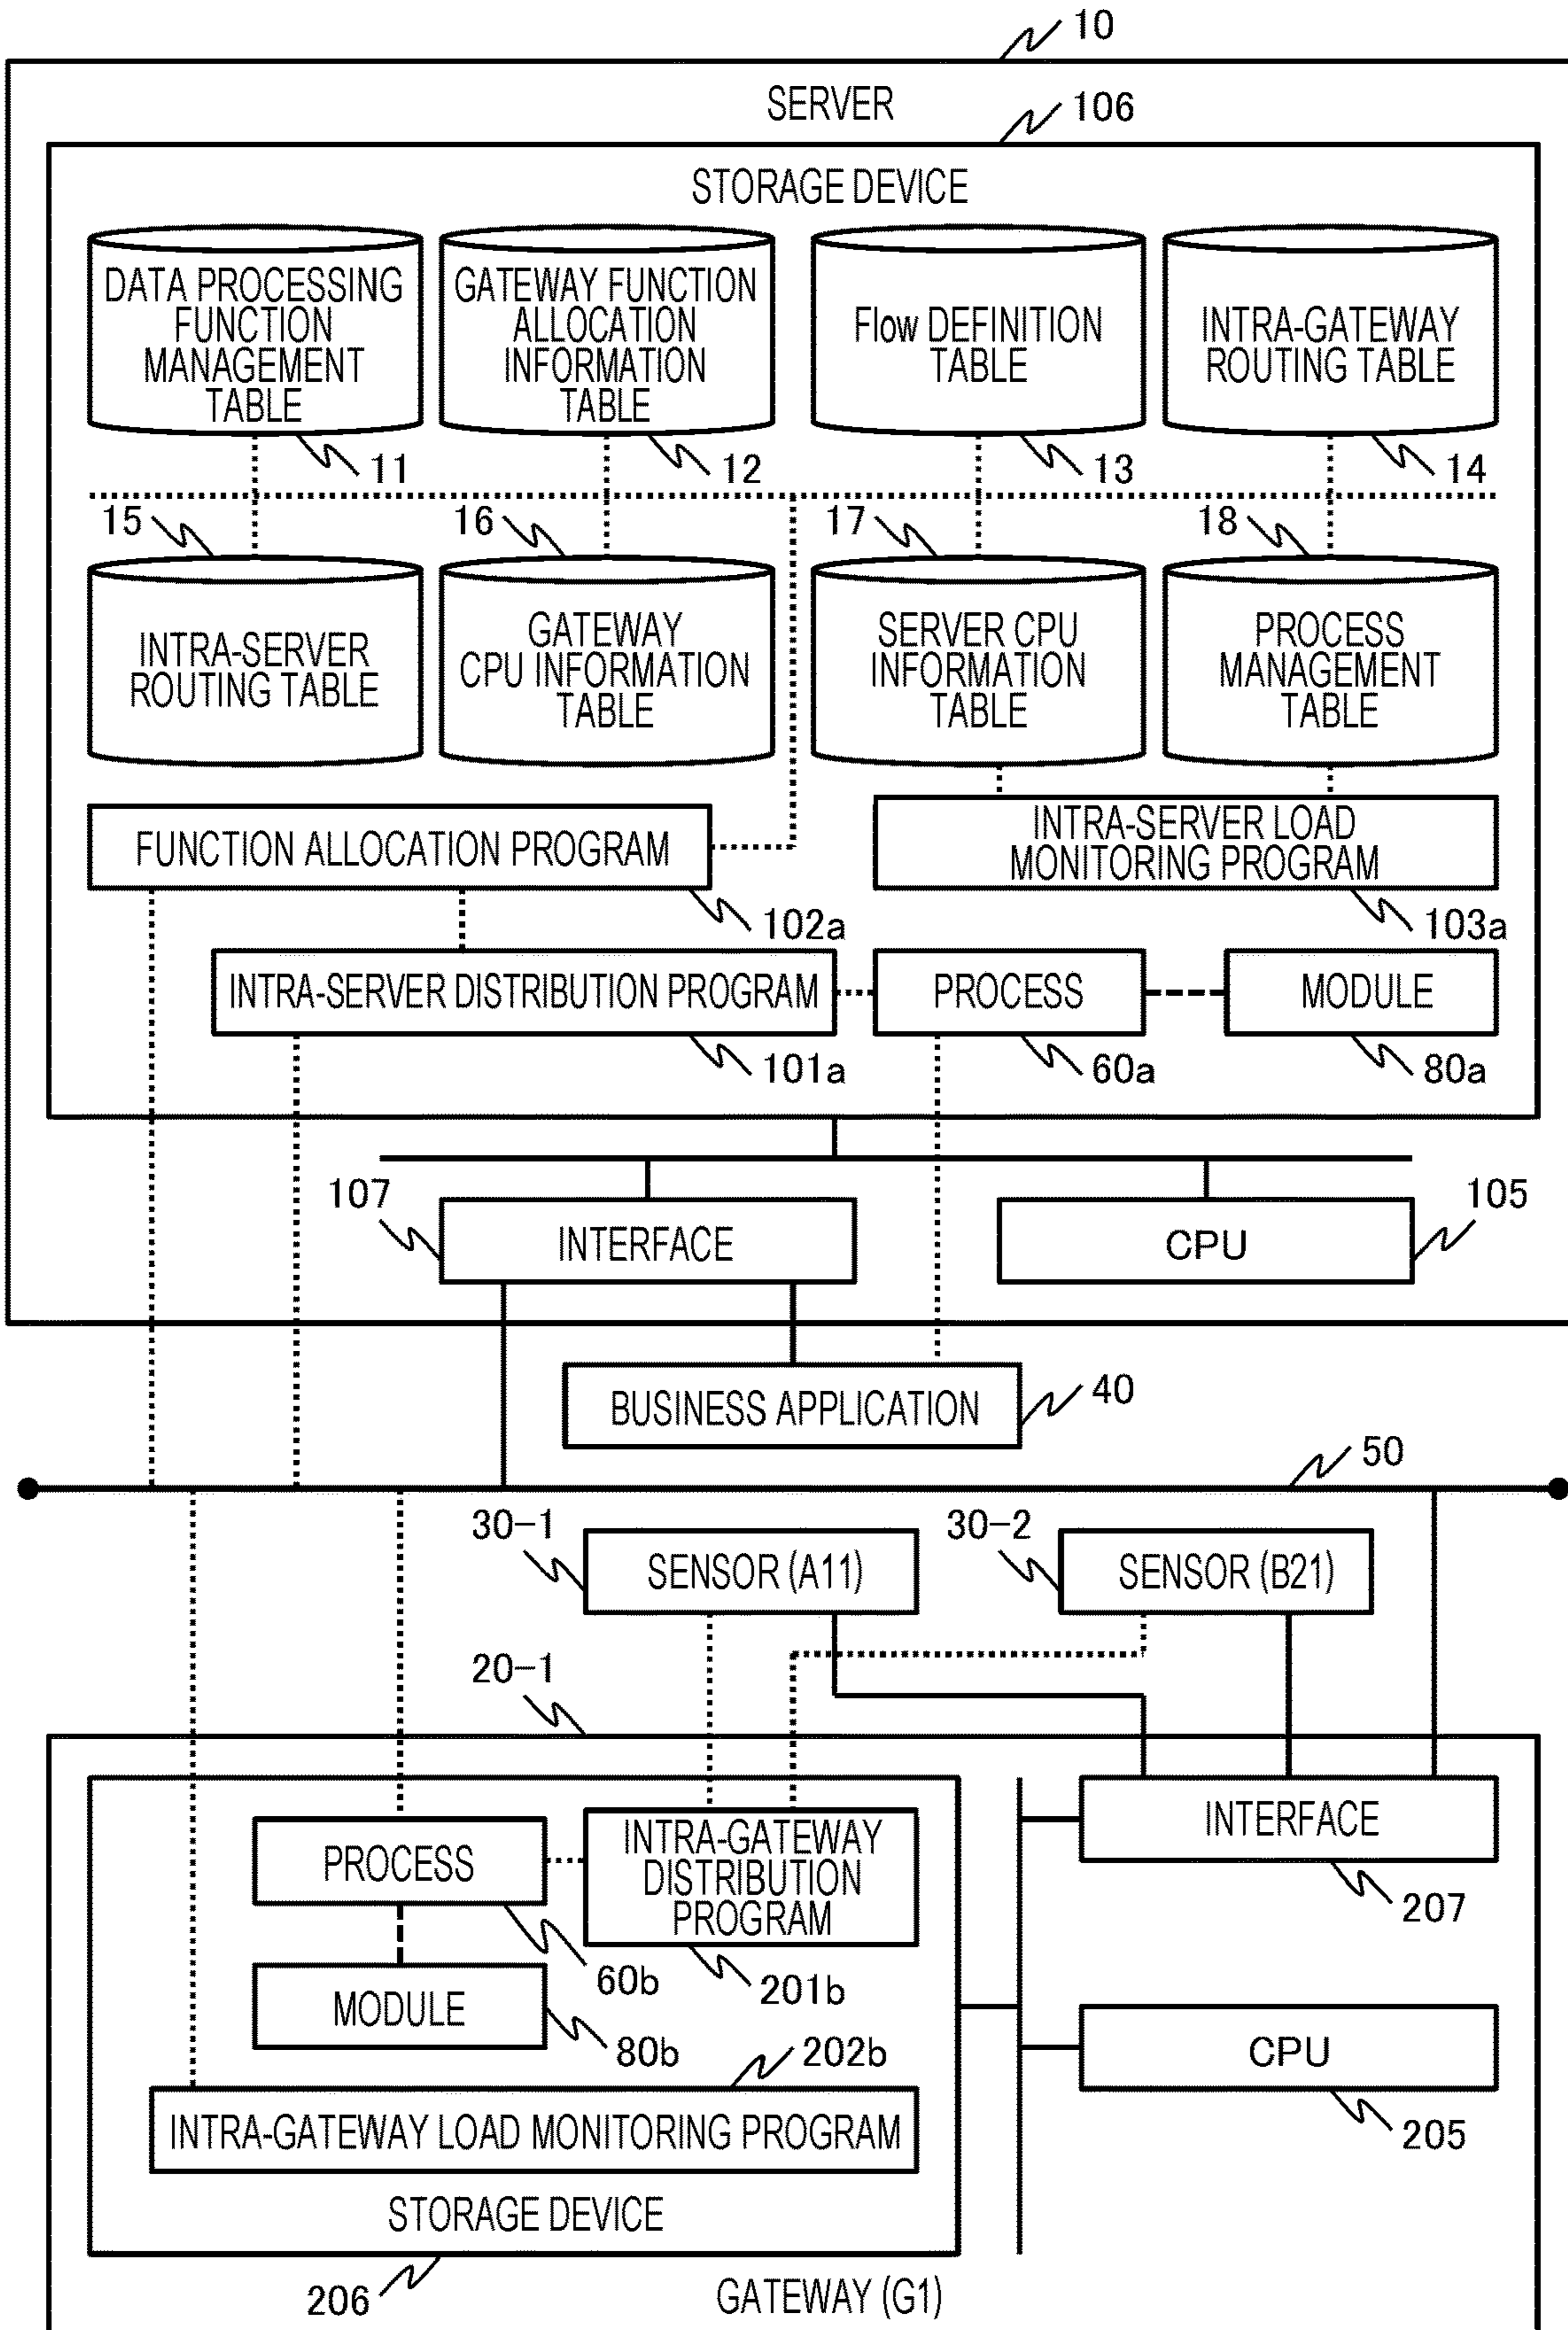 10
SERVER
106
STORAGE DEVICE
DATA PROCESSING
FUNCTION
MANAGEMENT
TABLE
11
GATEWAY FUNCTION
ALLOCATION
INFORMATION
TABLE
12
Flow DEFINITION
TABLE
13
INTRA-GATEWAY
ROUTING TABLE
14
15
INTRA-SERVER
ROUTING TABLE
16
GATEWAY
CPU INFORMATION
TABLE
17
SERVER CPU
INFORMATION
TABLE
18
PROCESS
MANAGEMENT
TABLE
FUNCTION ALLOCATION PROGRAM
102a
INTRA-SERVER LOAD
MONITORING PROGRAM
103a
INTRA-SERVER DISTRIBUTION PROGRAM
101a
PROCESS
60a
MODULE
80a
107
INTERFACE
CPU
105
BUSINESS APPLICATION
40
50
30-1
SENSOR (A11)
30-2
SENSOR (B21)
20-1
PROCESS
60b
INTRA-GATEWAY
DISTRIBUTION
PROGRAM
201b
INTERFACE
207
MODULE
80b
202b
INTRA-GATEWAY LOAD MONITORING PROGRAM
CPU
205
STORAGE DEVICE
206
GATEWAY (G1)